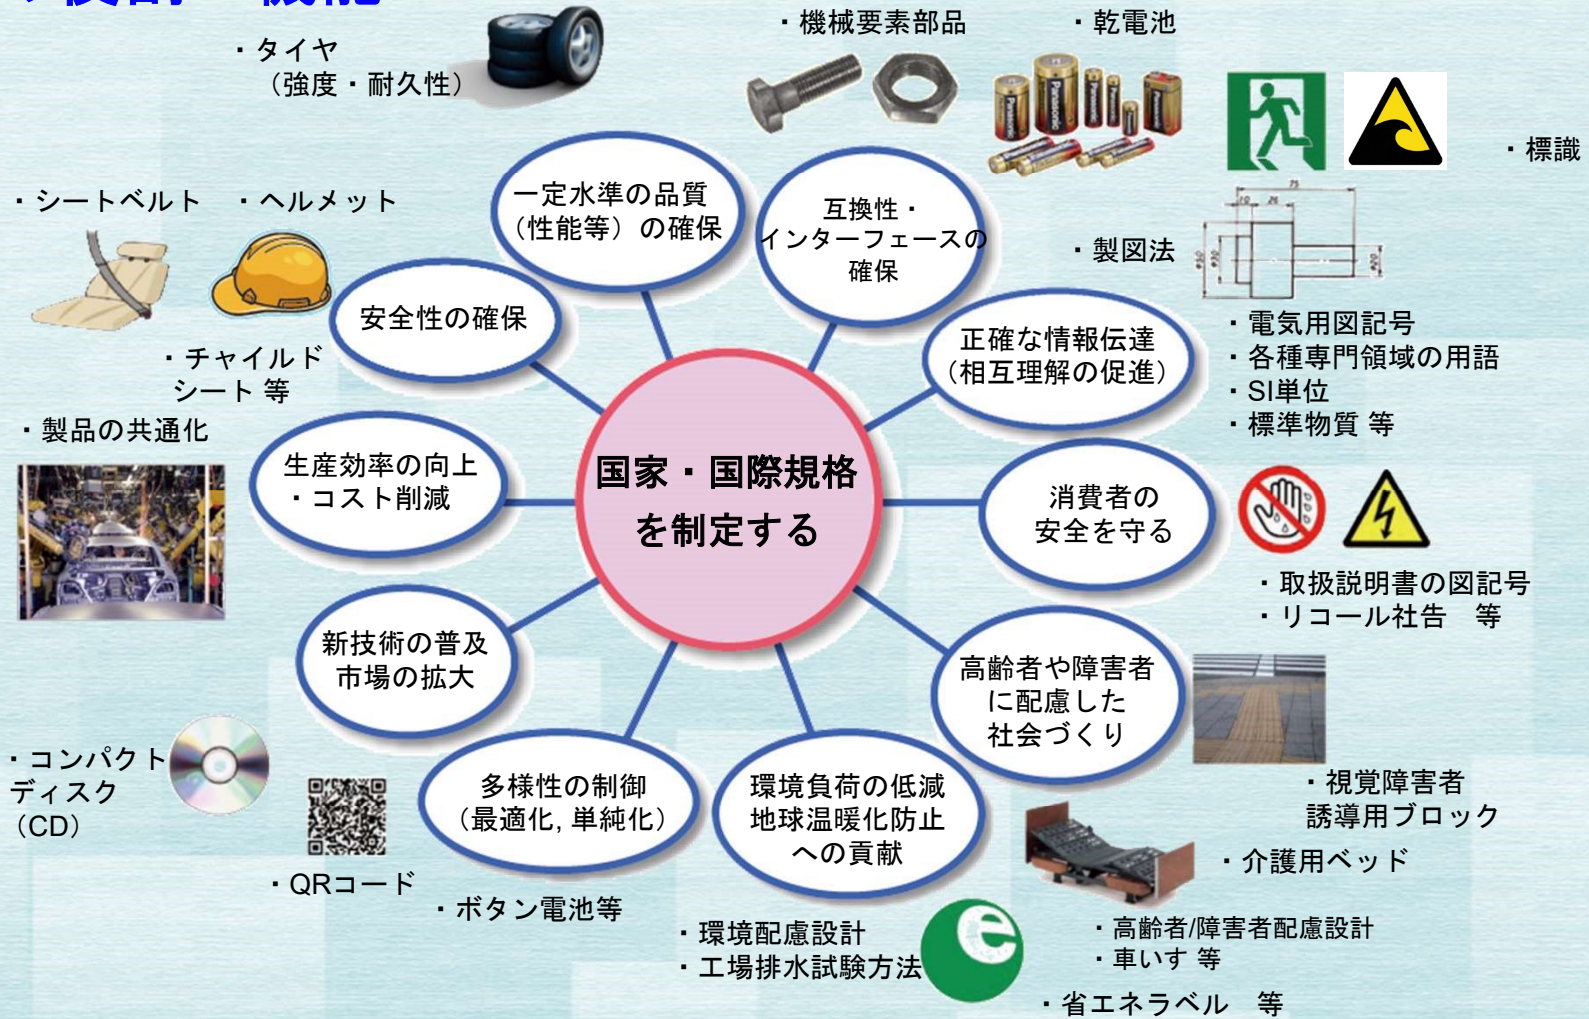 の役割・機能
・タイヤ
（強度・耐久性）
・機械要素部品
・乾電池
・標識
・シートベルト
・ヘルメット
・チャイルド
シート 等
一定水準の品質
（性能等）の確保
互換性・
インターフェースの
確保
・製図法
安全性の確保
正確な情報伝達
（相互理解の促進）
・電気用図記号
・各種専門領域の用語
・SI単位
・標準物質 等
・製品の共通化
生産効率の向上
・コスト削減
国家・国際規格
を制定する
消費者の
安全を守る
・取扱説明書の図記号
・リコール社告　等
新技術の普及
市場の拡大
高齢者や障害者
に配慮した
社会づくり
・コンパクト
ディスク
（CD）
・QRコード
多様性の制御
（最適化, 単純化）
・ボタン電池等
環境負荷の低減
地球温暖化防止
への貢献
・視覚障害者
誘導用ブロック
・介護用ベッド
・高齢者/障害者配慮設計
・車いす 等
・環境配慮設計
・工場排水試験方法
・省エネラベル　等
Panasonic
Panasonic
75
10
26